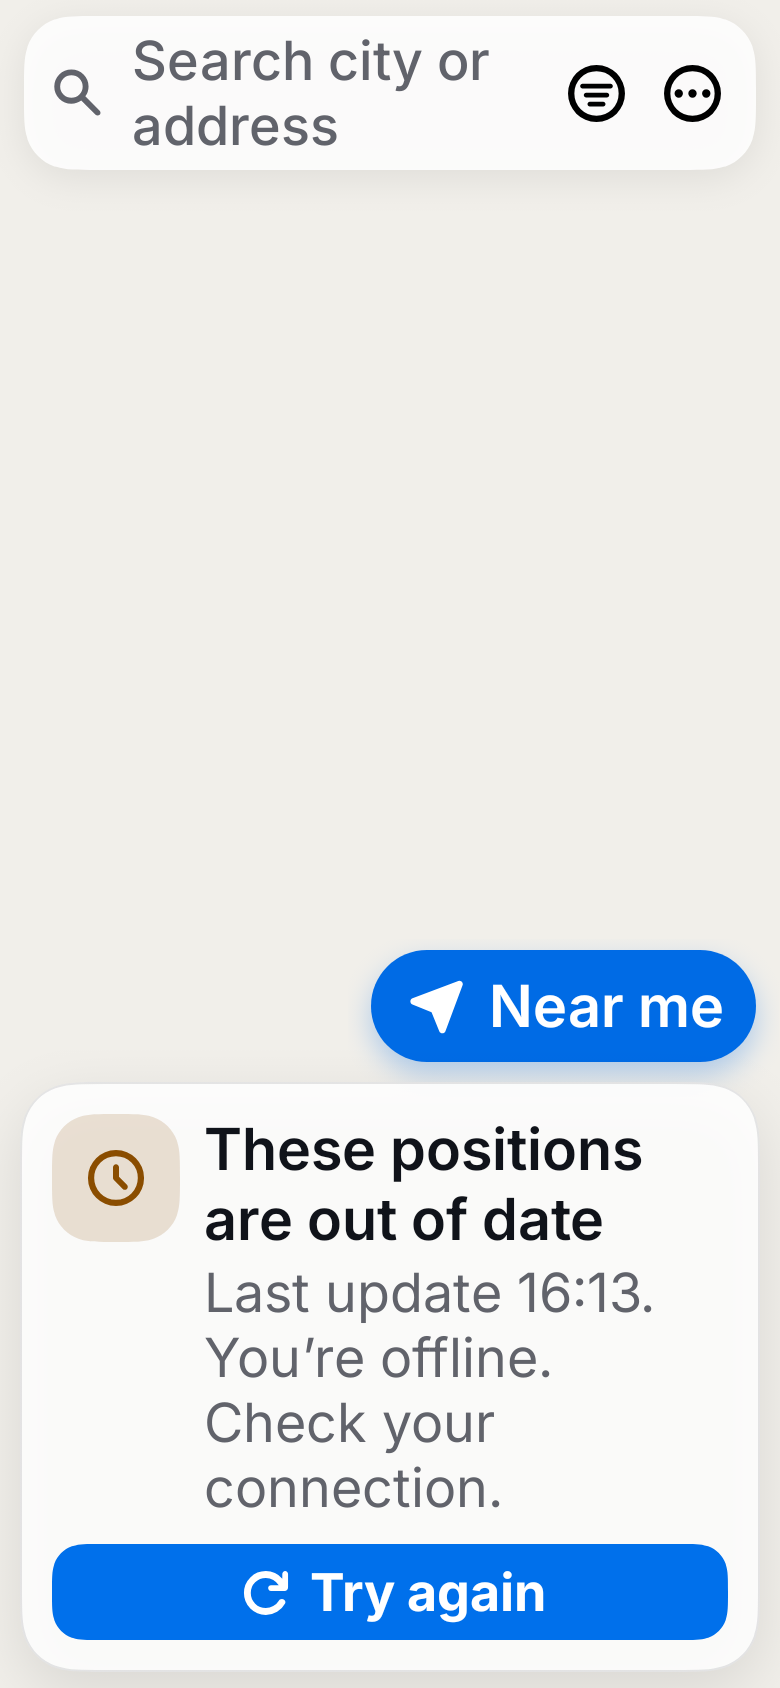 Search city or
address
Near me
These positions
are out of date
Last update 16:13.
You’re offline.
Check your
connection.
Try again